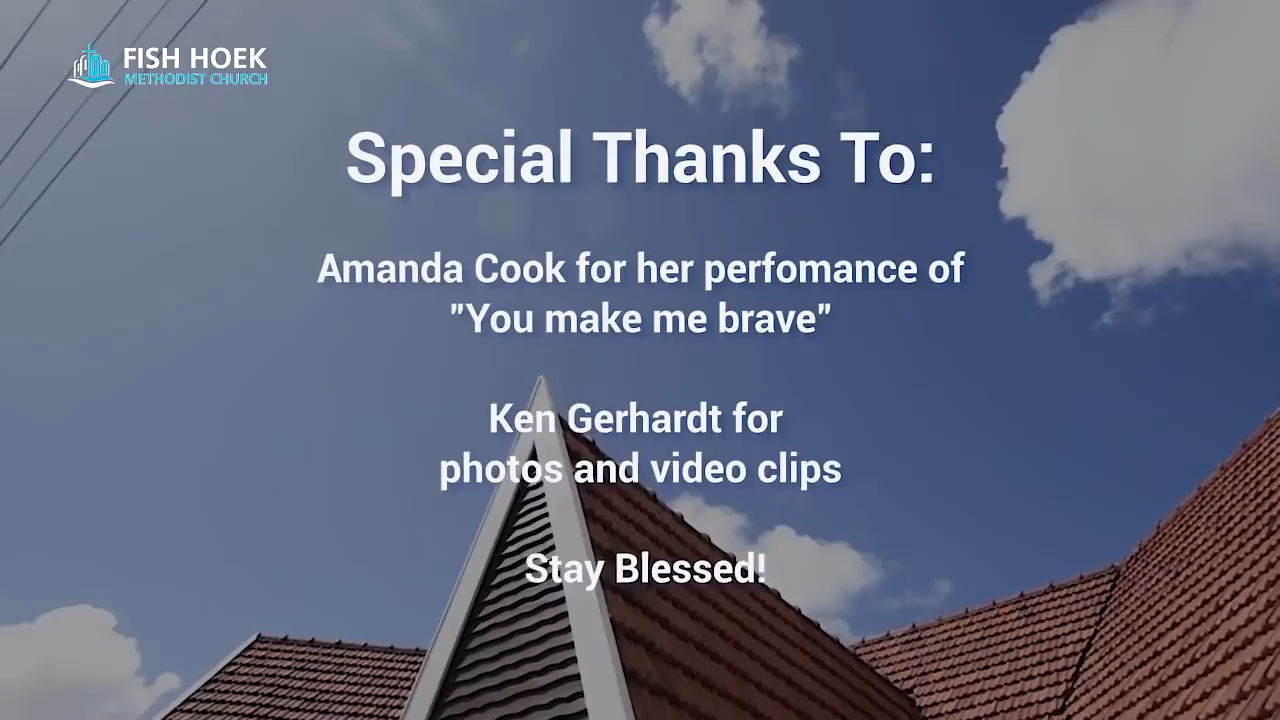 FISH HOEK
METHODIST CHURCH
Special Thanks To:
Amanda Cook for her perfomance of
"You make me brave"
Ken Gerhardt for
photos and video clips
Stay Blessed!